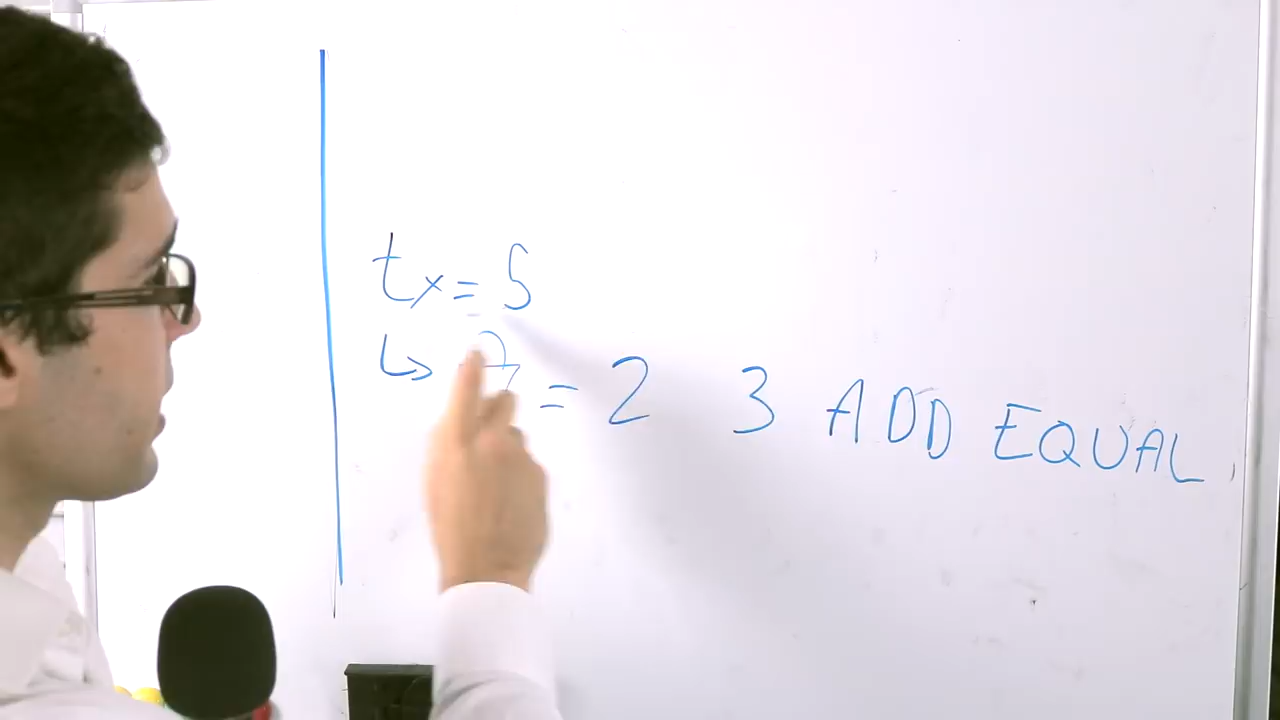 tx = 5
↳ = 2 3 ADD EQUAL